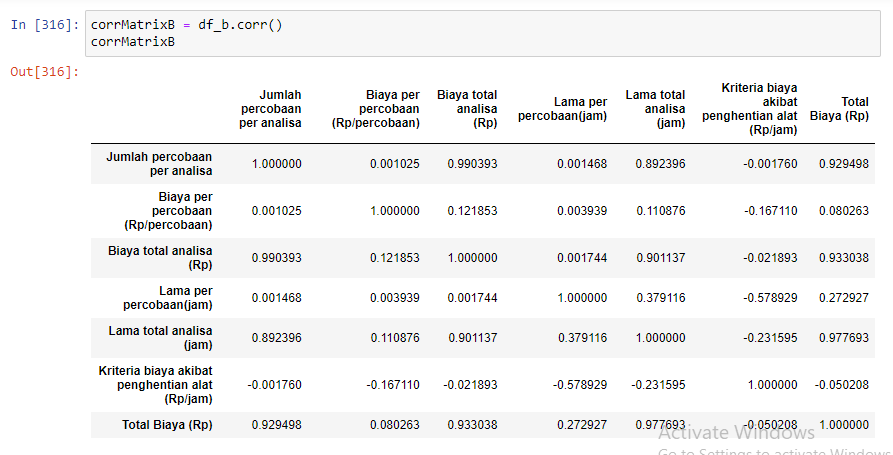 In [316]: corrMatrixB = df_b.corr()
corrMatrixB
Out[316]:
Jumlah percobaan per analisa Biaya per percobaan (Rp/percobaan) Biaya total analisa (Rp) Lama per percobaan(jam) Lama total analisa (jam) Kriteria biaya akibat penghentian alat (Rp/jam) Total Biaya (Rp)
Jumlah percobaan per analisa 1.000000 0.001025 0.990393 0.001468 0.892396 -0.001760 0.929498
Biaya per percobaan (Rp/percobaan) 0.001025 1.000000 0.121853 0.003939 0.110876 -0.167110 0.080263
Biaya total analisa (Rp) 0.990393 0.121853 1.000000 0.001744 0.901137 -0.021893 0.933038
Lama per percobaan(jam) 0.001468 0.003939 0.001744 1.000000 0.379116 -0.578929 0.272927
Lama total analisa (jam) 0.892396 0.110876 0.901137 0.379116 1.000000 -0.231595 0.977693
Kriteria biaya akibat penghentian alat (Rp/jam) -0.001760 -0.167110 -0.021893 -0.578929 -0.231595 1.000000 -0.050208
Total Biaya (Rp) 0.929498 0.080263 0.933038 0.272927 0.977693 -0.050208 1.000000
Activate Windows
Go to Settings to activate Windows